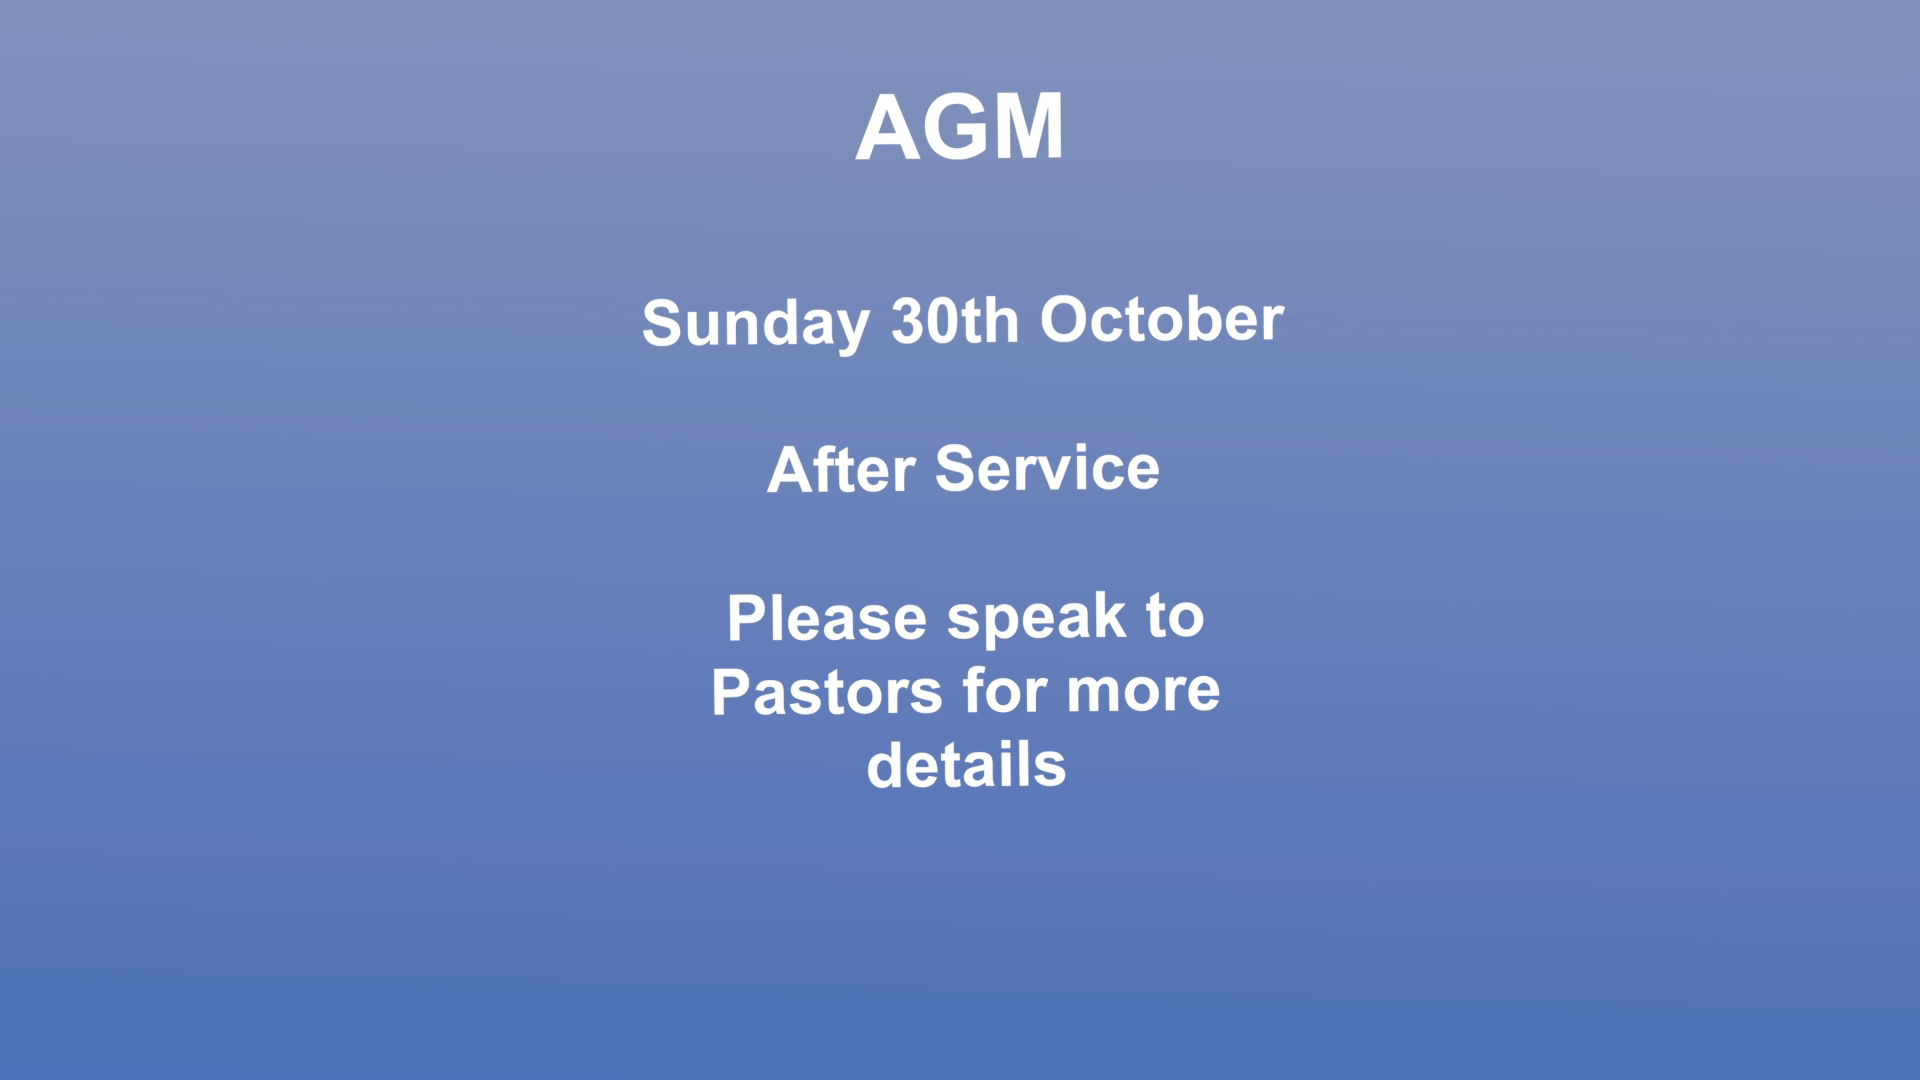 AGM
Sunday 30th October
After Service
Please speak to
Pastors for more
details